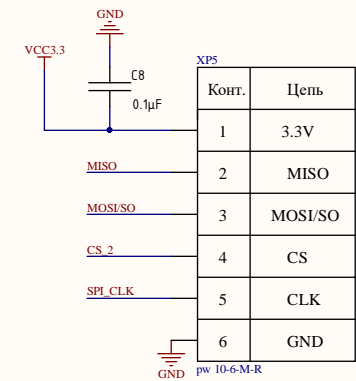 GND
VCC3.3
C8
0.1µF
XP5
Конт. Цепь
1 3.3V
MISO 2 MISO
MOSI/SO 3 MOSI/SO
CS_2 4 CS
SPI_CLK 5 CLK
6 GND
GND
pw 10-6-M-R